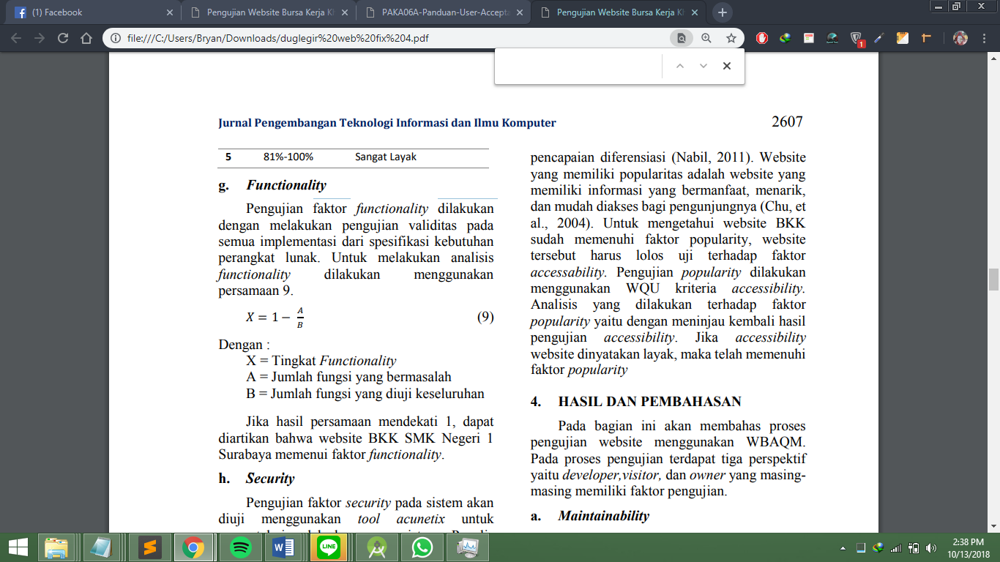 (1) Facebook
Pengujian Website Bursa Kerja K
PAKA06A-Panduan-User-Accepta
Pengujian Website Bursa Kerja K
file:///C:/Users/Bryan/Downloads/duglegir%20web%20fix%204.pdf
1
Jurnal Pengembangan Teknologi Informasi dan Ilmu Komputer
2607
5 81%-100% Sangat Layak
g. Functionality
Pengujian faktor functionality dilakukan
dengan melakukan pengujian validitas pada
semua implementasi dari spesifikasi kebutuhan
perangkat lunak. Untuk melakukan analisis
functionality dilakukan menggunakan
persamaan 9.
X = 1 − A/B (9)
Dengan :
X = Tingkat Functionality
A = Jumlah fungsi yang bermasalah
B = Jumlah fungsi yang diuji keseluruhan
Jika hasil persamaan mendekati 1, dapat
diartikan bahwa website BKK SMK Negeri 1
Surabaya memenui faktor functionality.
h. Security
Pengujian faktor security pada sistem akan
diuji menggunakan tool acunetix untuk
pencapaian diferensiasi (Nabil, 2011). Website
yang memiliki popularitas adalah website yang
memiliki informasi yang bermanfaat, menarik,
dan mudah diakses bagi pengunjungnya (Chu, et
al., 2004). Untuk mengetahui website BKK
sudah memenuhi faktor popularity, website
tersebut harus lolos uji terhadap faktor
accessability. Pengujian popularity dilakukan
menggunakan WQU kriteria accessibility.
Analisis yang dilakukan terhadap faktor
popularity yaitu dengan meninjau kembali hasil
pengujian accessibility. Jika accessibility
website dinyatakan layak, maka telah memenuhi
faktor popularity
4. HASIL DAN PEMBAHASAN
Pada bagian ini akan membahas proses
pengujian website menggunakan WBAQM.
Pada proses pengujian terdapat tiga perspektif
yaitu developer,visitor, dan owner yang masing-
masing memiliki faktor pengujian.
a. Maintainability
LINE
2:38 PM
10/13/2018